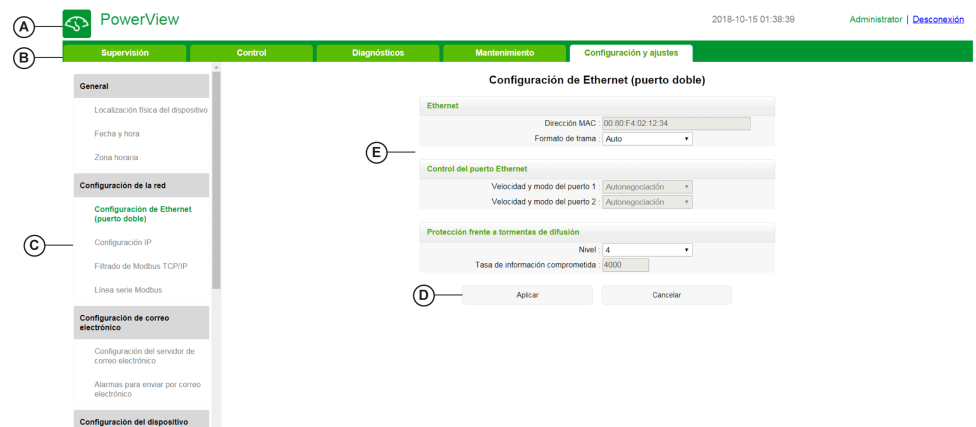 A
PowerView
2018-10-15 01:38:39
Administrator | Desconexión
B
Supervisión
Control
Diagnósticos
Mantenimiento
Configuración y ajustes
C
General
Localización física del dispositivo
Fecha y hora
Zona horaria
Configuración de la red
Configuración de Ethernet
(puerto doble)
Configuración IP
Filtrado de Modbus TCP/IP
Línea serie Modbus
Configuración de correo
electrónico
Configuración del servidor de
correo electrónico
Alarmas para enviar por correo
electrónico
Configuración del dispositivo
Configuración de Ethernet (puerto doble)
E
Ethernet
Dirección MAC : 00:80:F4:02:12:34
Formato de trama : Auto
Control del puerto Ethernet
Velocidad y modo del puerto 1 : Autonegociación
Velocidad y modo del puerto 2 : Autonegociación
Protección frente a tormentas de difusión
Nivel : 4
Tasa de información comprometida : 4000
D
Aplicar
Cancelar